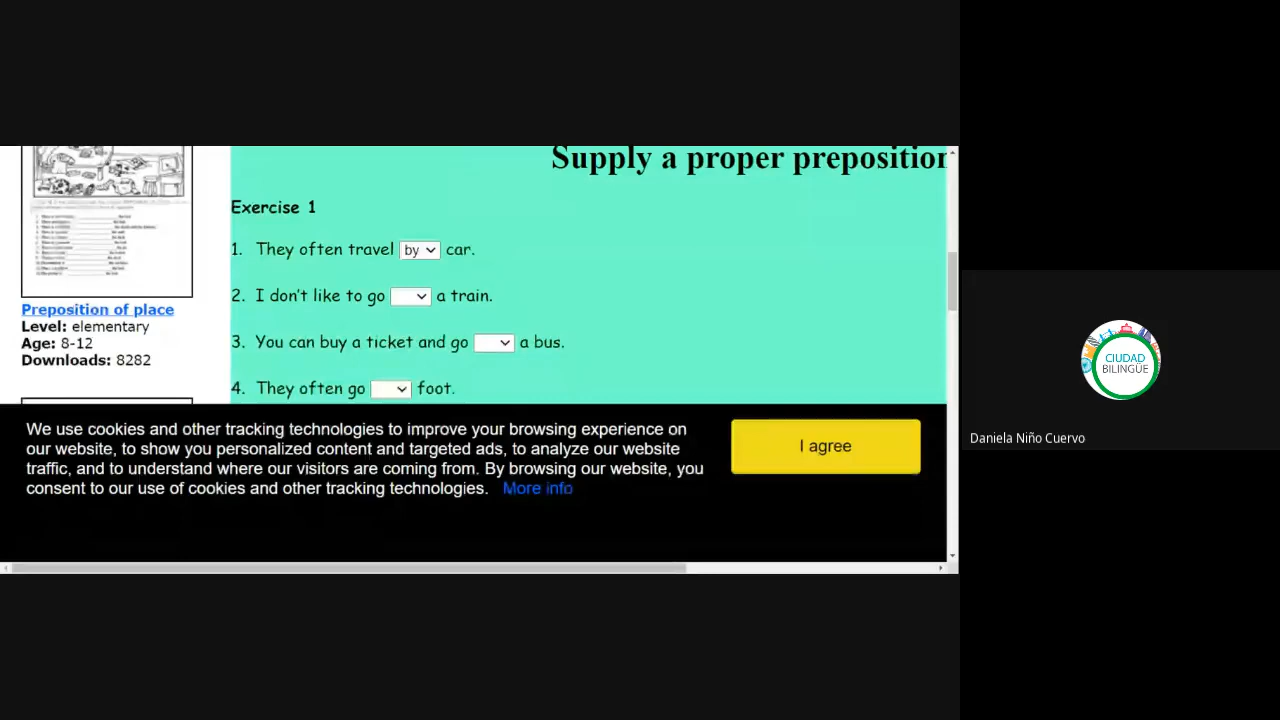 Supply a proper preposition
Exercise 1
1. They often travel by car.
2. I don't like to go a train.
3. You can buy a ticket and go a bus.
4. They often go foot.
Preposition of place
Level: elementary
Age: 8-12
Downloads: 8282
We use cookies and other tracking technologies to improve your browsing experience on
our website, to show you personalized content and targeted ads, to analyze our website
traffic, and to understand where our visitors are coming from. By browsing our website, you
consent to our use of cookies and other tracking technologies. More info
I agree
CIUDAD
BILINGÜE
Daniela Niño Cuervo